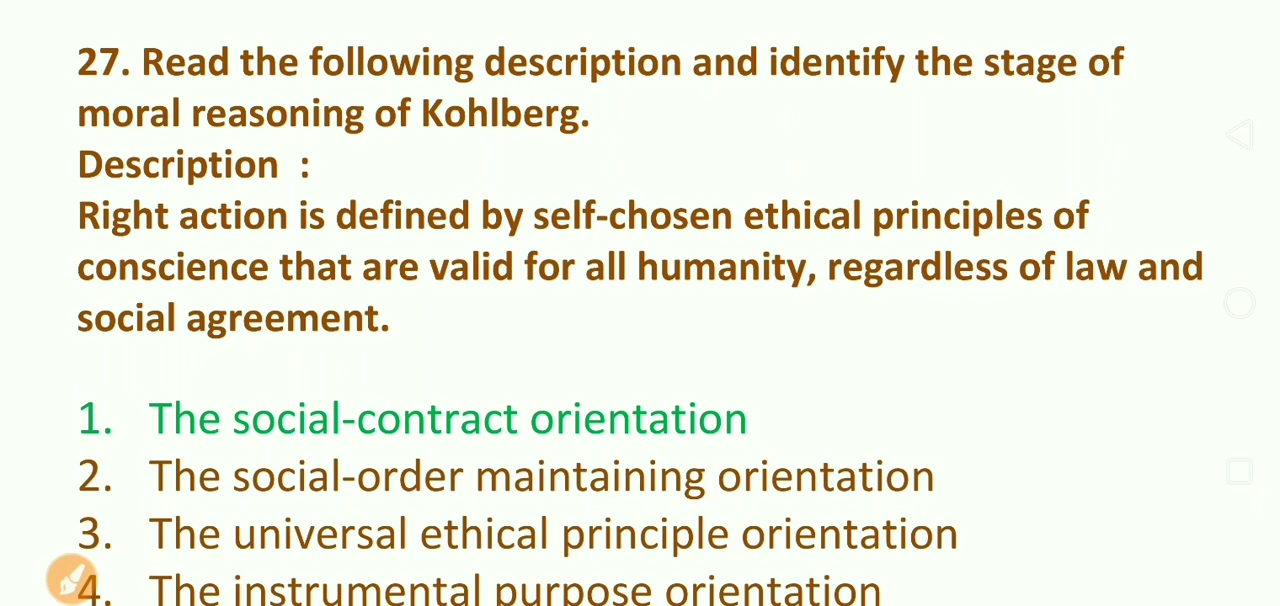 27. Read the following description and identify the stage of
moral reasoning of Kohlberg.
Description  :
Right action is defined by self-chosen ethical principles of
conscience that are valid for all humanity, regardless of law and
social agreement.
1. The social-contract orientation
2. The social-order maintaining orientation
3. The universal ethical principle orientation
4. The instrumental purpose orientation